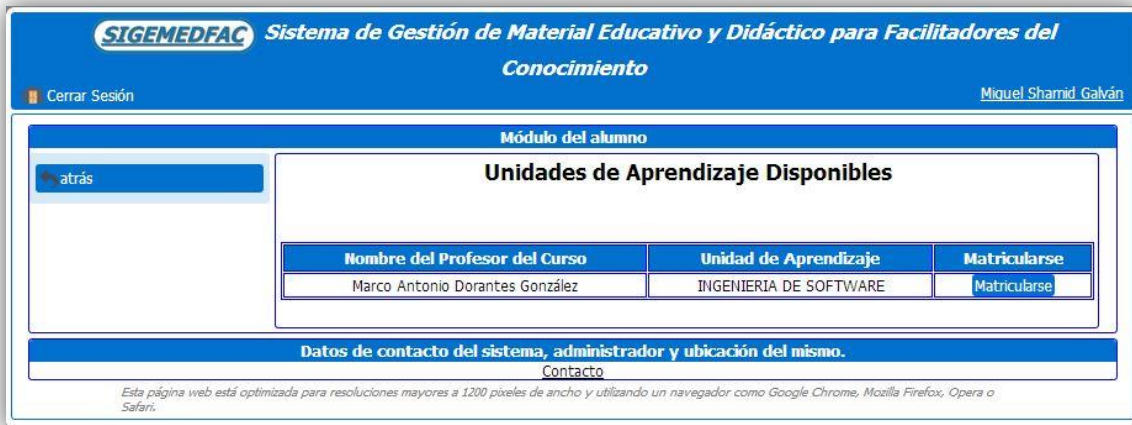 SIGEMEDFAC Sistema de Gestión de Material Educativo y Didáctico para Facilitadores del
Conocimiento
Cerrar Sesión
Miguel Shamid Galván
Módulo del alumno
atrás
Unidades de Aprendizaje Disponibles
Nombre del Profesor del Curso Unidad de Aprendizaje Matricularse
Marco Antonio Dorantes González INGENIERIA DE SOFTWARE Matricularse
Datos de contacto del sistema, administrador y ubicación del mismo.
Contacto
Esta página web está optimizada para resoluciones mayores a 1200 pixeles de ancho y utilizando un navegador como Google Chrome, Mozilla Firefox, Opera o
Safari.